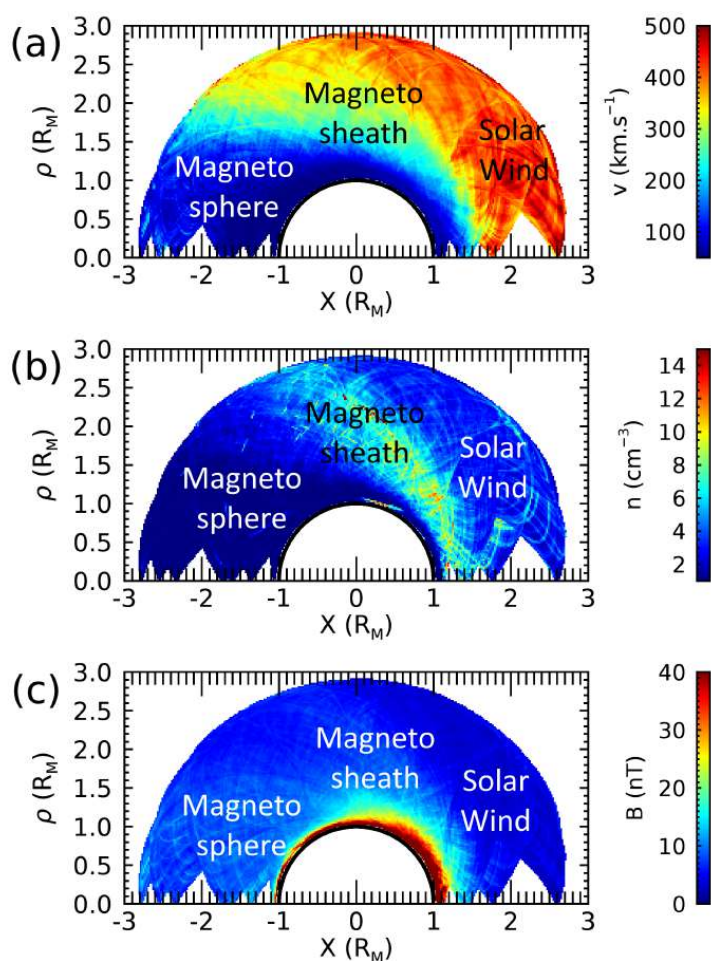 (a)
3.0
2.5
2.0
1.5
1.0
0.5
0.0
ρ (R_M)
-3 -2 -1 0 1 2 3
X (R_M)
Magneto
sheath
Solar
Wind
Magneto
sphere
500
400
300
200
100
v (km.s⁻¹)
(b)
3.0
2.5
2.0
1.5
1.0
0.5
0.0
ρ (R_M)
-3 -2 -1 0 1 2 3
X (R_M)
Magneto
sheath
Solar
Wind
Magneto
sphere
14
12
10
8
6
4
2
n (cm⁻³)
(c)
3.0
2.5
2.0
1.5
1.0
0.5
0.0
ρ (R_M)
-3 -2 -1 0 1 2 3
X (R_M)
Magneto
sheath
Solar
Wind
Magneto
sphere
40
30
20
10
0
B (nT)